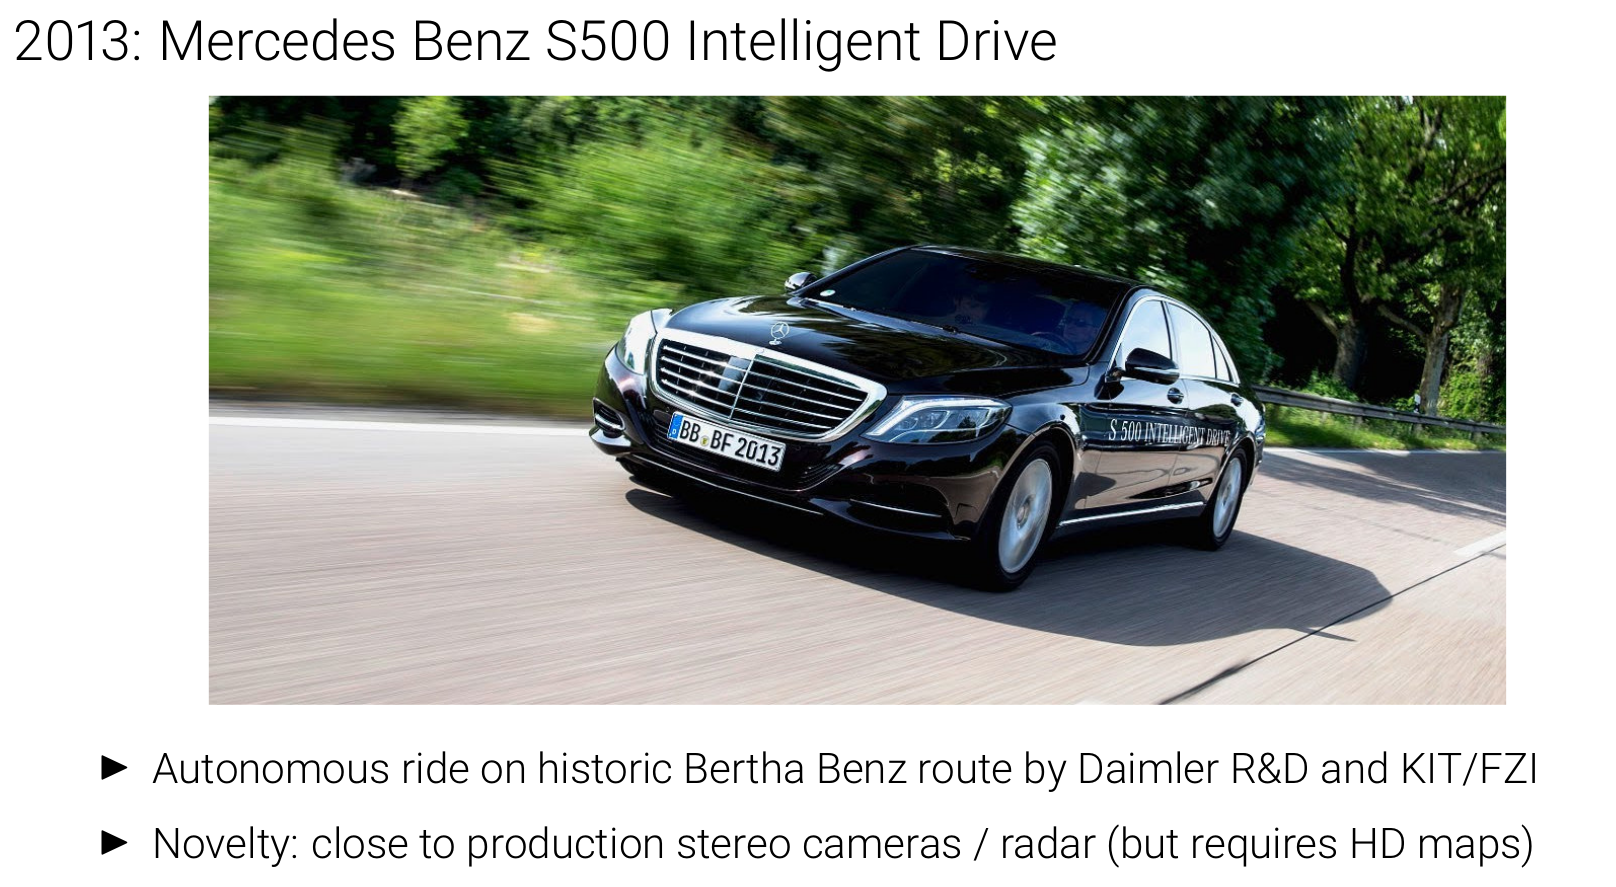 2013: Mercedes Benz S500 Intelligent Drive
BB BF 2013
S 500 INTELLIGENT DRIVE
► Autonomous ride on historic Bertha Benz route by Daimler R&D and KIT/FZI
► Novelty: close to production stereo cameras / radar (but requires HD maps)